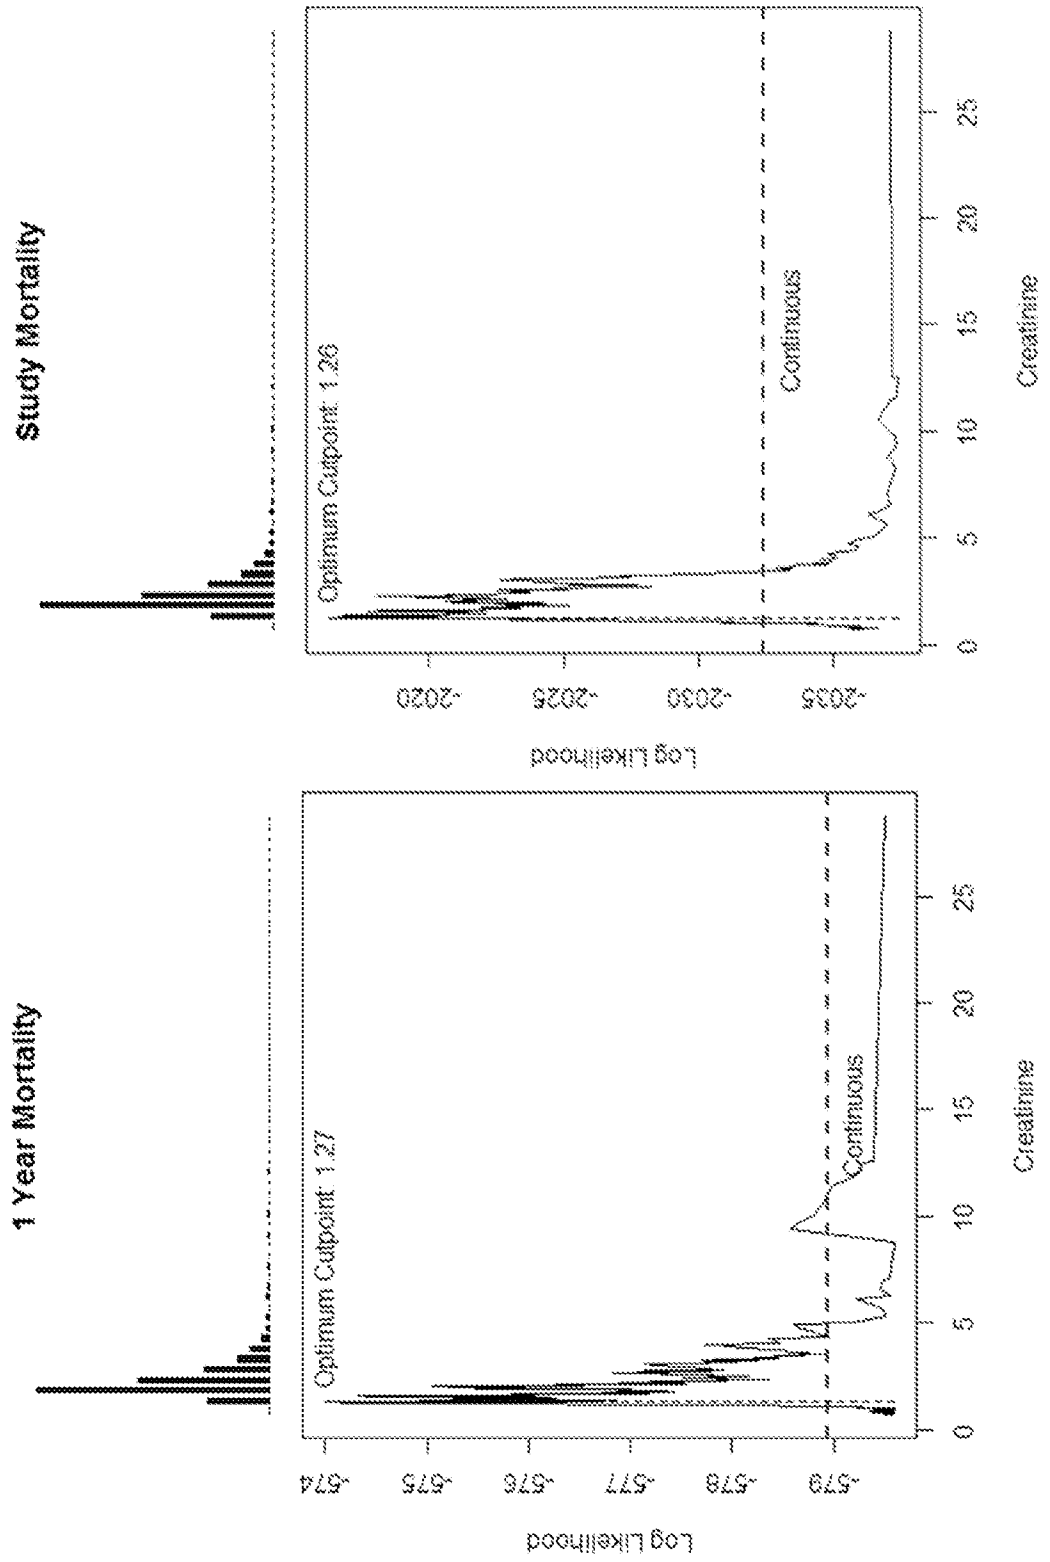 1 Year Mortality
Optimum Cutpoint: 1.27
Continuous
Log Likelihood
-574
-575
-576
-577
-578
-579
0
5
10
15
20
25
Creatinine
Study Mortality
Optimum Cutpoint: 1.26
Continuous
Log Likelihood
-2020
-2025
-2030
-2035
0
5
10
15
20
25
Creatinine